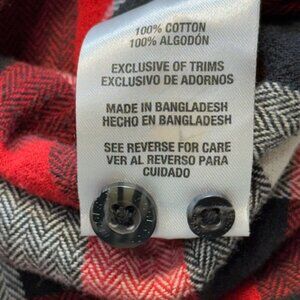 100% COTTON
100% ALGODÓN
EXCLUSIVE OF TRIMS
EXCLUSIVO DE ADORNOS
MADE IN BANGLADESH
HECHO EN BANGLADESH
SEE REVERSE FOR CARE
VER AL REVERSO PARA
CUIDADO